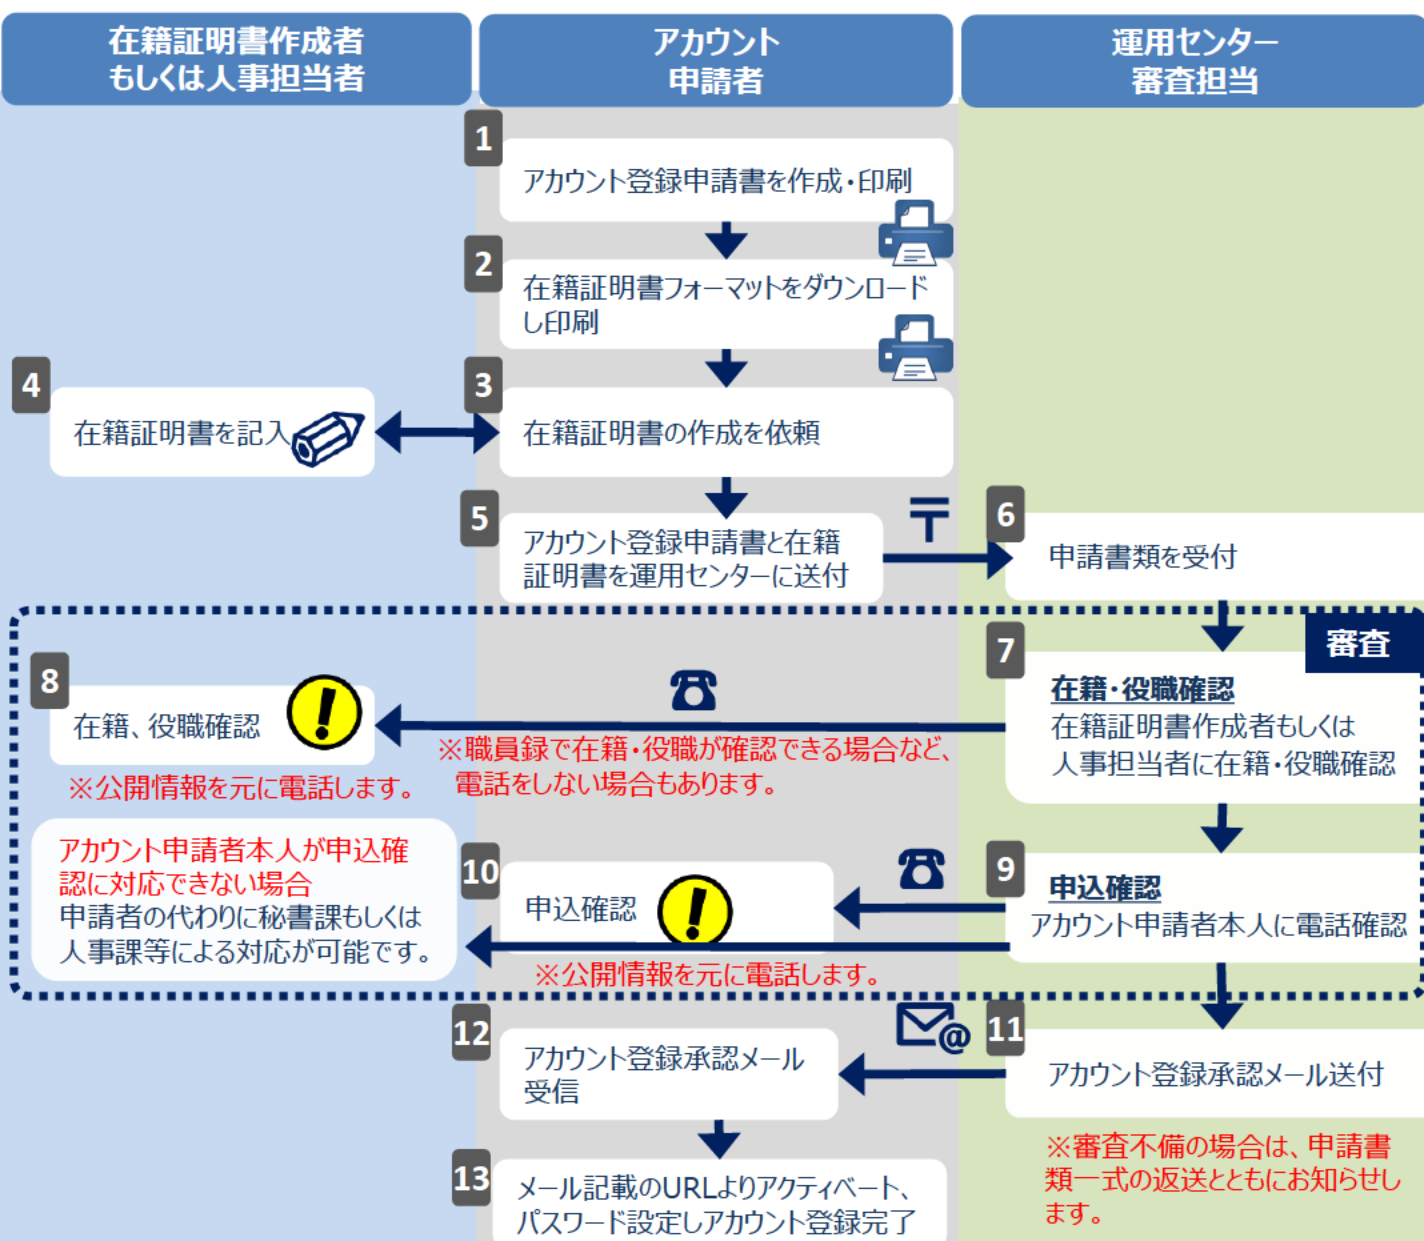 在籍証明書作成者
もしくは人事担当者
アカウント
申請者
運用センター
審査担当
1
アカウント登録申請書を作成・印刷
2
在籍証明書フォーマットをダウンロード
し印刷
4
在籍証明書を記入
3
在籍証明書の作成を依頼
5
アカウント登録申請書と在籍
証明書を運用センターに送付
〒
6
申請書類を受付
審査
7
在籍・役職確認
在籍証明書作成者もしくは
人事担当者に在籍・役職確認
8
在籍、役職確認
※公開情報を元に電話します。
※職員録で在籍・役職が確認できる場合など、
電話をしない場合もあります。
9
申込確認
アカウント申請者本人に電話確認
10
申込確認
※公開情報を元に電話します。
アカウント申請者本人が申込確
認に対応できない場合
申請者の代わりに秘書課もしくは
人事課等による対応が可能です。
@
11
アカウント登録承認メール送付
※審査不備の場合は、申請書
類一式の返送とともにお知らせし
ます。
12
アカウント登録承認メール
受信
13
メール記載のURLよりアクティベート、
パスワード設定しアカウント登録完了